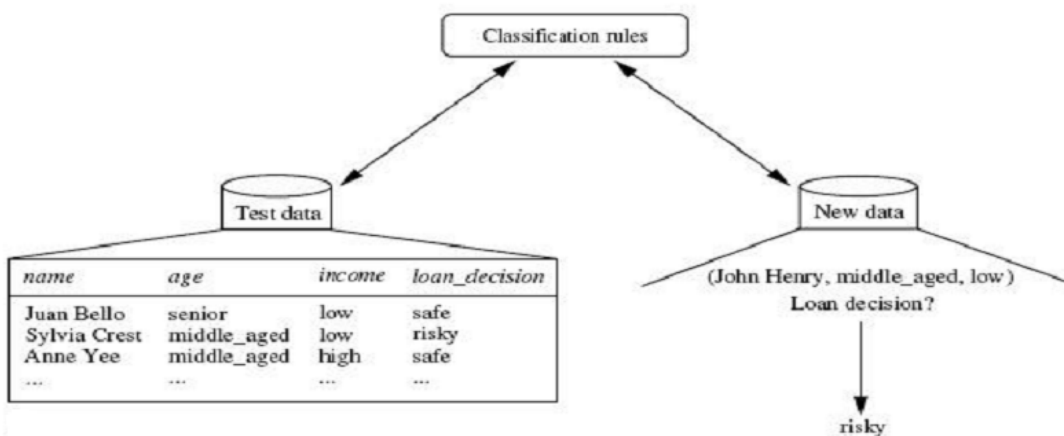 Classification rules
Test data
name age income loan_decision
Juan Bello senior low safe
Sylvia Crest middle_aged low risky
Anne Yee middle_aged high safe
... ... ... ...
New data
(John Henry, middle_aged, low)
Loan decision?
risky